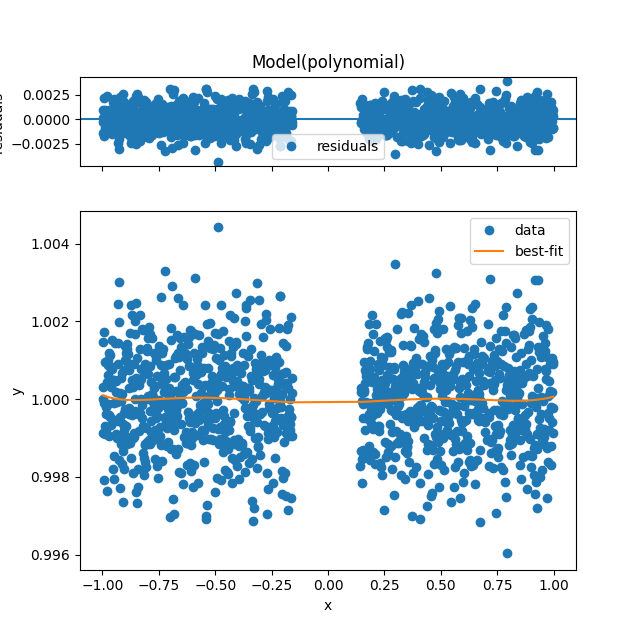 Model(polynomial)
0.0025
0.0000
−0.0025
residuals
residuals
1.004
1.002
1.000
0.998
0.996
y
data
best-fit
−1.00 −0.75 −0.50 −0.25 0.00 0.25 0.50 0.75 1.00
x